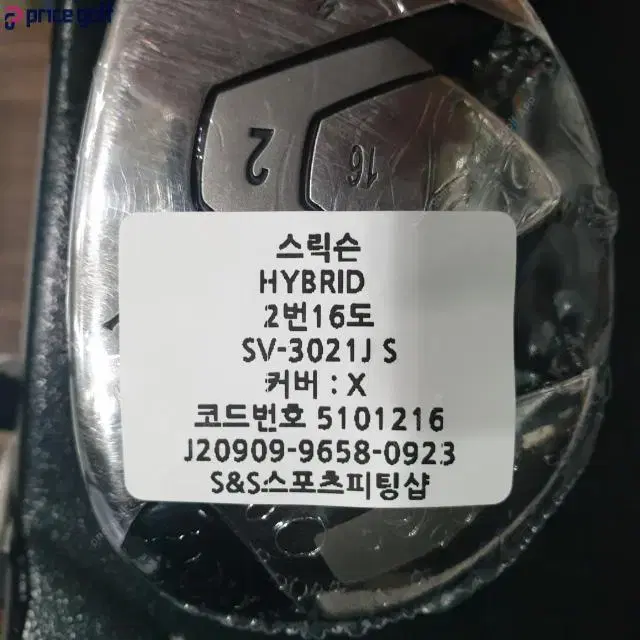 price golf
2
16
스릭슨
HYBRID
2번16도
SV-3021J S
커버 : X
코드번호 5101216
J20909-9658-0923
S&S스포츠피팅샵